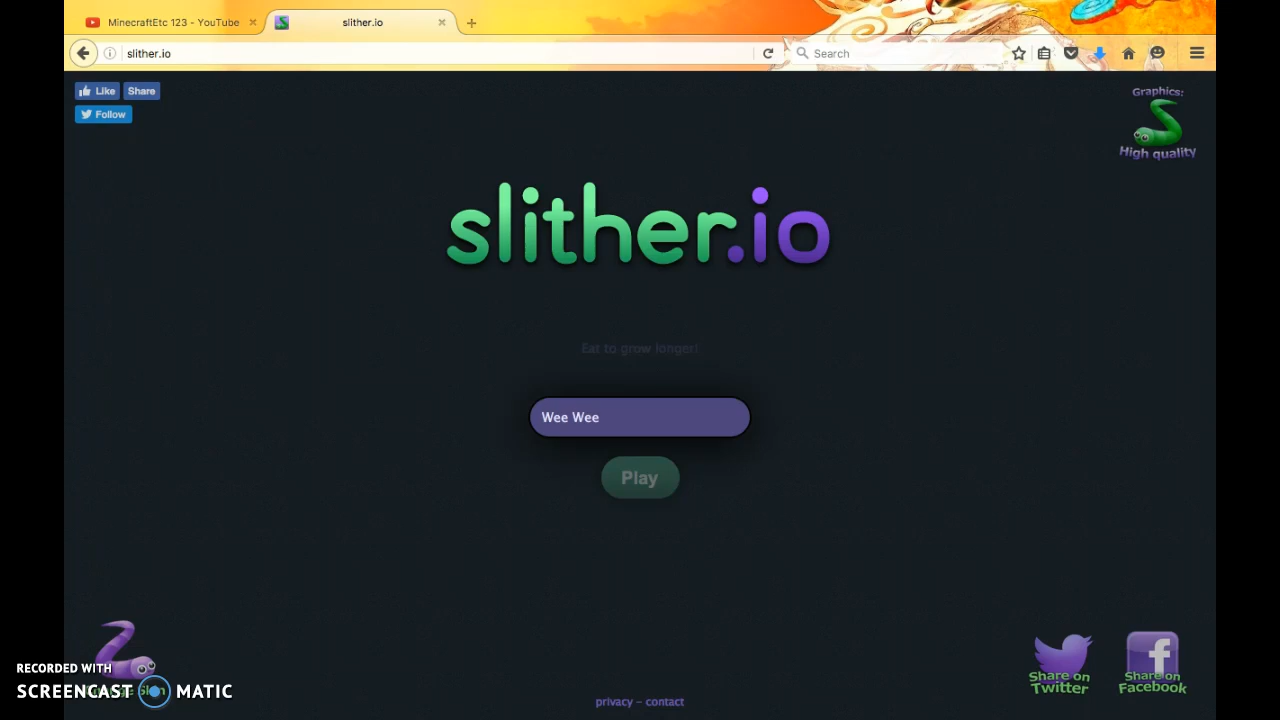 MinecraftEtc 123 - YouTube
slither.io
slither.io
Search
Like
Share
Follow
Graphics:
High quality
slither.io
Eat to grow longer!
Wee Wee
Play
RECORDED WITH
SCREENCAST MATIC
Share on
Twitter
Share on
Facebook
privacy - contact